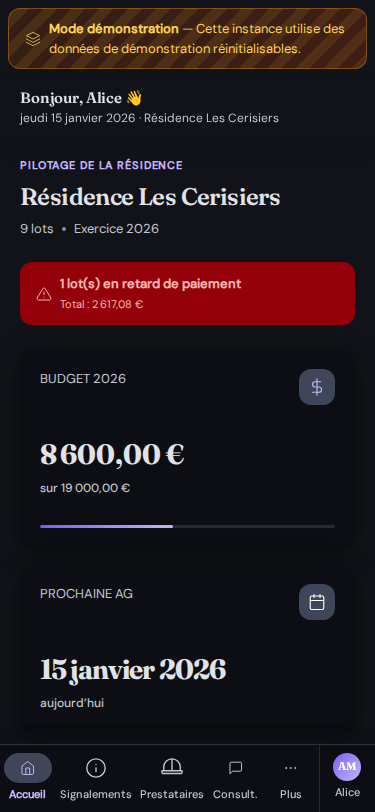 Mode démonstration — Cette instance utilise des
données de démonstration réinitialisables.
Bonjour, Alice 👋
jeudi 15 janvier 2026 · Résidence Les Cerisiers
PILOTAGE DE LA RÉSIDENCE
Résidence Les Cerisiers
9 lots • Exercice 2026
1 lot(s) en retard de paiement
Total : 2 617,08 €
BUDGET 2026
8 600,00 €
sur 19 000,00 €
PROCHAINE AG
15 janvier 2026
aujourd'hui
Accueil
Signalements
Prestataires
Consult.
Plus
AM
Alice